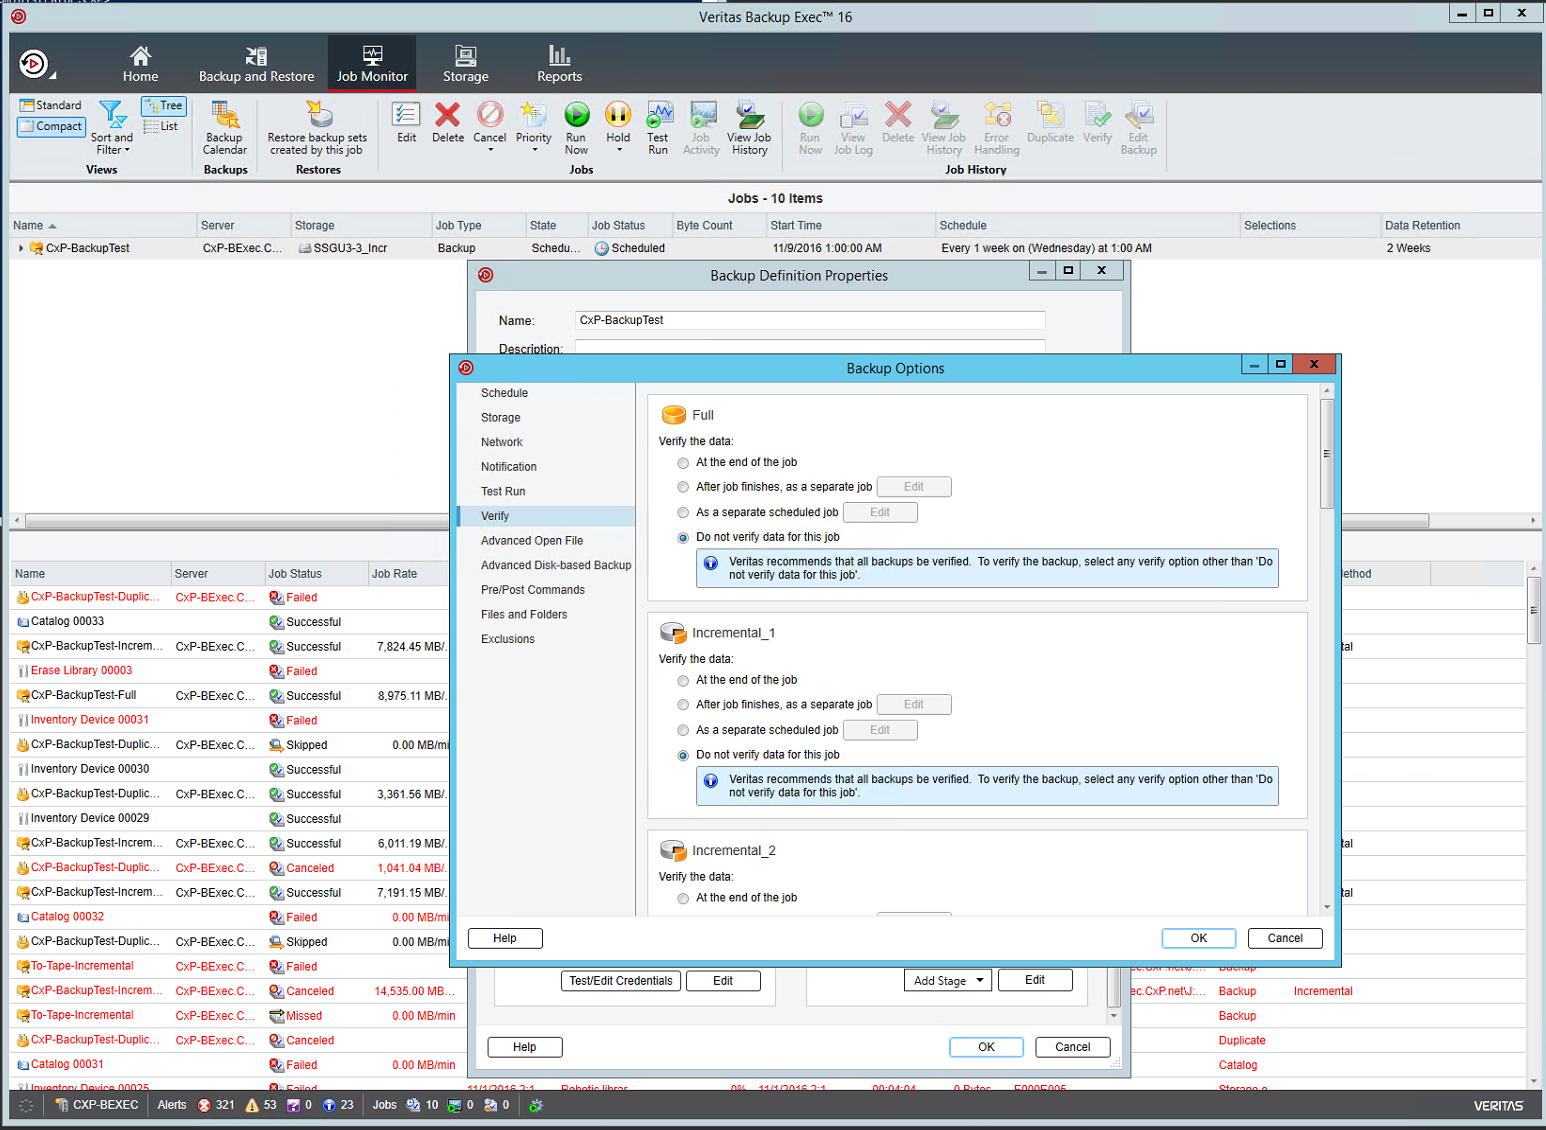 Veritas Backup Exec™ 16
Home
Backup and Restore
Job Monitor
Storage
Reports
Standard
Compact
Sort and Filter
Tree
List
Views
Backup Calendar
Backups
Restore backup sets created by this job
Restores
Edit
Delete
Cancel
Priority
Run Now
Hold
Test Run
Job Activity
View Job History
Jobs
Run Now
View Job Log
Delete
View Job History
Error Handling
Duplicate
Verify
Edit Backup
Job History
Jobs - 10 Items
Name Server Storage Job Type State Job Status Byte Count Start Time Schedule Selections Data Retention
CxP-BackupTest CxP-BExec.C... SSGU3-3_Incr Backup Schedu... Scheduled 11/9/2016 1:00:00 AM Every 1 week on (Wednesday) at 1:00 AM 2 Weeks
Backup Definition Properties
Name: CxP-BackupTest
Description:
Backup Options
Schedule
Storage
Network
Notification
Test Run
Verify
Advanced Open File
Advanced Disk-based Backup
Pre/Post Commands
Files and Folders
Exclusions
Full
Verify the data:
At the end of the job
After job finishes, as a separate job Edit
As a separate scheduled job Edit
Do not verify data for this job
Veritas recommends that all backups be verified. To verify the backup, select any verify option other than 'Do
not verify data for this job'.
Incremental_1
Verify the data:
At the end of the job
After job finishes, as a separate job Edit
As a separate scheduled job Edit
Do not verify data for this job
Veritas recommends that all backups be verified. To verify the backup, select any verify option other than 'Do
not verify data for this job'.
Incremental_2
Verify the data:
At the end of the job
Help OK Cancel
Test/Edit Credentials Edit Add Stage Edit
Help OK Cancel
Name Server Job Status Job Rate ethod
CxP-BackupTest-Duplic... CxP-BExec.C... Failed
Catalog 00033 Successful
CxP-BackupTest-Increm... CxP-BExec.C... Successful 7,824.45 MB/. tal
Erase Library 00003 Failed
CxP-BackupTest-Full CxP-BExec.C... Successful 8,975.11 MB/.
Inventory Device 00031 Failed
CxP-BackupTest-Duplic... CxP-BExec.C... Skipped 0.00 MB/mi
Inventory Device 00030 Successful
CxP-BackupTest-Duplic... CxP-BExec.C... Successful 3,361.56 MB/.
Inventory Device 00029 Successful
CxP-BackupTest-Increm... CxP-BExec.C... Successful 6,011.19 MB/. tal
CxP-BackupTest-Duplic... CxP-BExec.C... Canceled 1,041.04 MB/.
CxP-BackupTest-Increm... CxP-BExec.C... Successful 7,191.15 MB/. tal
Catalog 00032 Failed 0.00 MB/mi
CxP-BackupTest-Duplic... CxP-BExec.C... Skipped 0.00 MB/mi
To-Tape-Incremental Failed Backup
CxP-BackupTest-Increm... CxP-BExec.C... Canceled 14,535.00 MB... ec.CxP.net\J:... Backup Incremental
To-Tape-Incremental Missed 0.00 MB/min Backup
CxP-BackupTest-Duplic... CxP-BExec.C... Canceled Duplicate
Catalog 00031 Failed 0.00 MB/min Catalog
Inventory Device 00025 Failed 11/1/2016 2:1 Robotic librar 0% 11/1/2016 2:1 00:04:04 0 Bytes E000E005 Storage o
CXP-BEXEC Alerts 321 53 0 23 Jobs 10 0 0 VERITAS